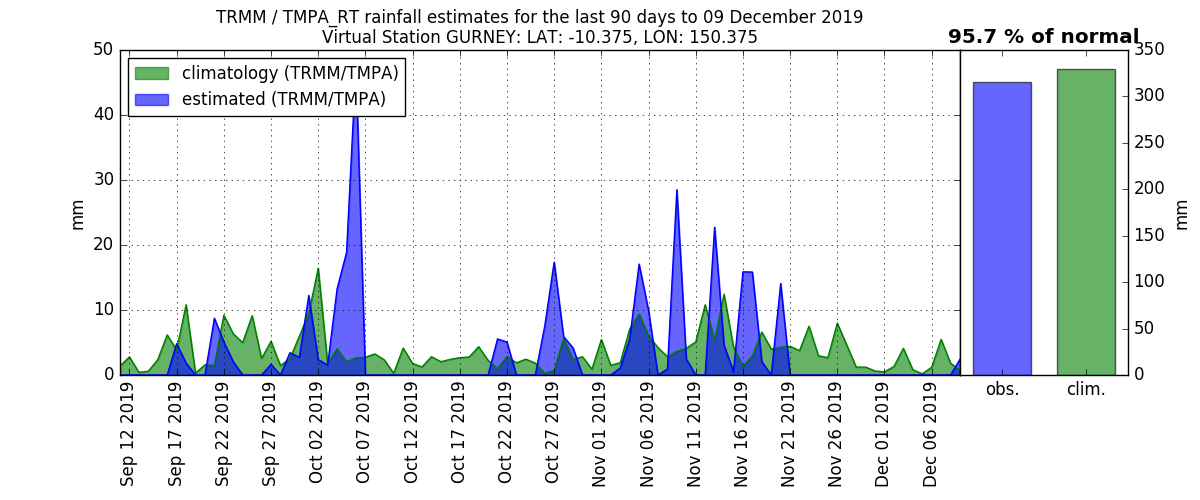 TRMM / TMPA_RT rainfall estimates for the last 90 days to 09 December 2019
Virtual Station GURNEY: LAT: -10.375, LON: 150.375
95.7 % of normal
climatology (TRMM/TMPA)
estimated (TRMM/TMPA)
50
40
30
20
10
0
mm
Sep 12 2019
Sep 17 2019
Sep 22 2019
Sep 27 2019
Oct 02 2019
Oct 07 2019
Oct 12 2019
Oct 17 2019
Oct 22 2019
Oct 27 2019
Nov 01 2019
Nov 06 2019
Nov 11 2019
Nov 16 2019
Nov 21 2019
Nov 26 2019
Dec 01 2019
Dec 06 2019
obs.
clim.
350
300
250
200
150
100
50
0
mm